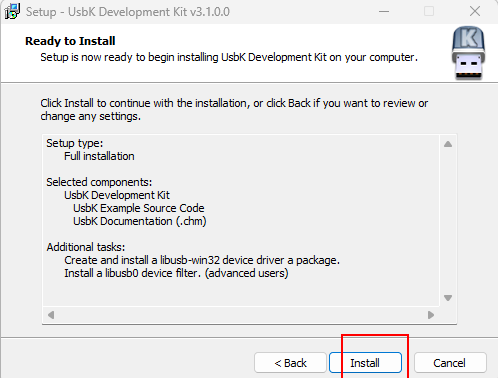 Setup - UsbK Development Kit v3.1.0.0
Ready to Install
Setup is now ready to begin installing UsbK Development Kit on your computer.
K
Click Install to continue with the installation, or click Back if you want to review or
change any settings.
Setup type:
Full installation
Selected components:
UsbK Development Kit
UsbK Example Source Code
UsbK Documentation (.chm)
Additional tasks:
Create and install a libusb-win32 device driver a package.
Install a libusb0 device filter. (advanced users)
< Back
Install
Cancel